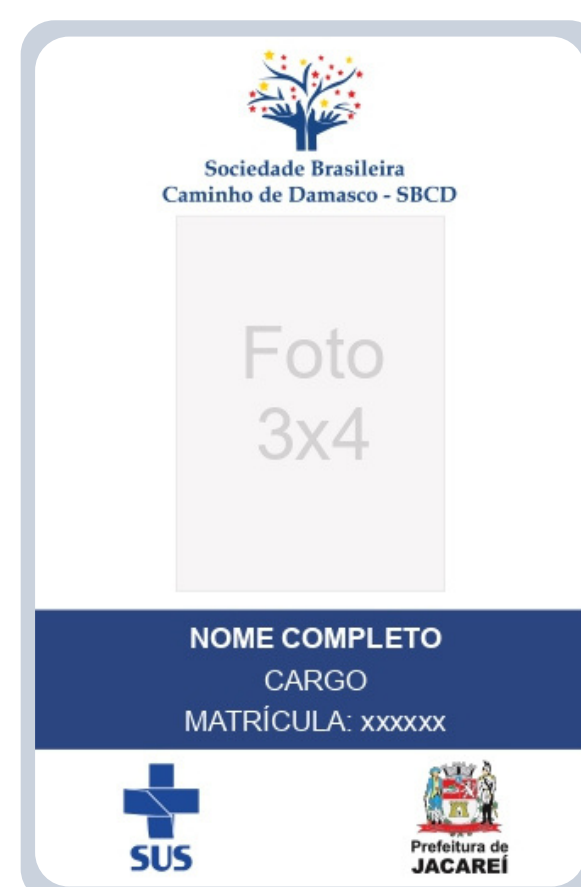 Sociedade Brasileira
Caminho de Damasco - SBCD
Foto
3x4
NOME COMPLETO
CARGO
MATRÍCULA: xxxxxx
SUS
Prefeitura de
JACAREÍ